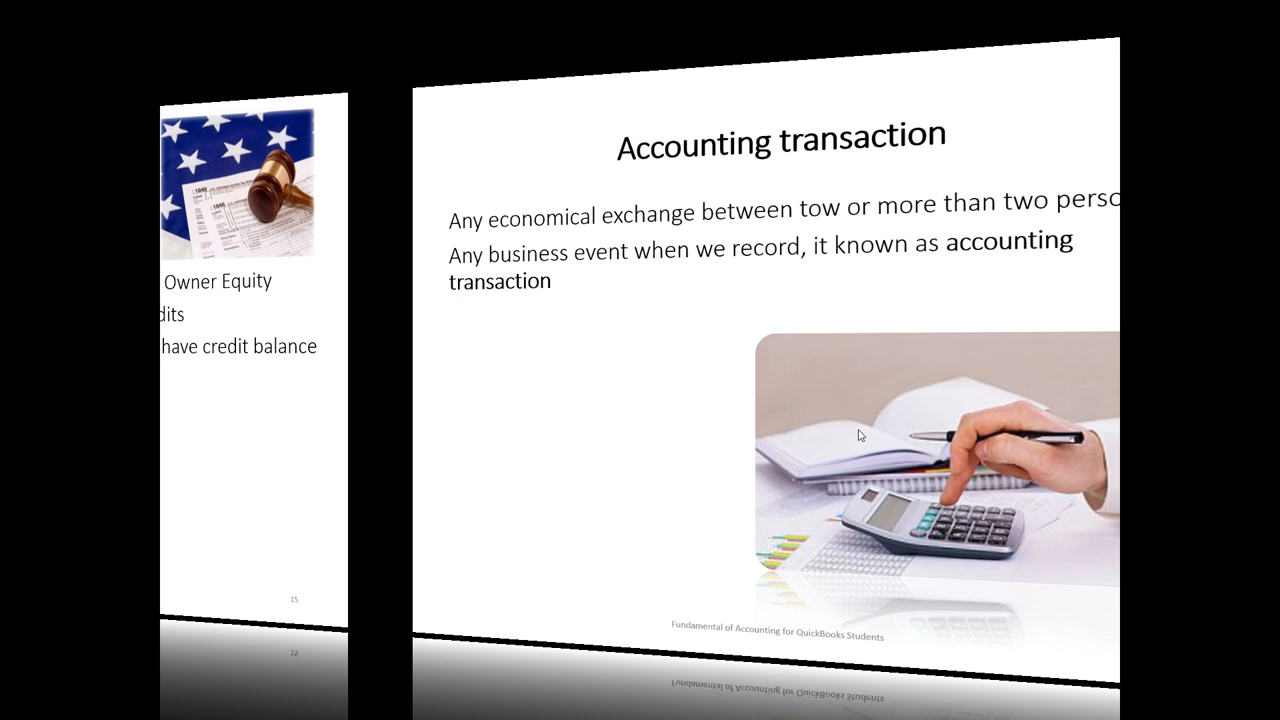 Owner Equity
dits
have credit balance
15
Accounting transaction
Any economical exchange between tow or more than two perso
Any business event when we record, it known as accounting
transaction
Fundamental of Accounting for QuickBooks Students